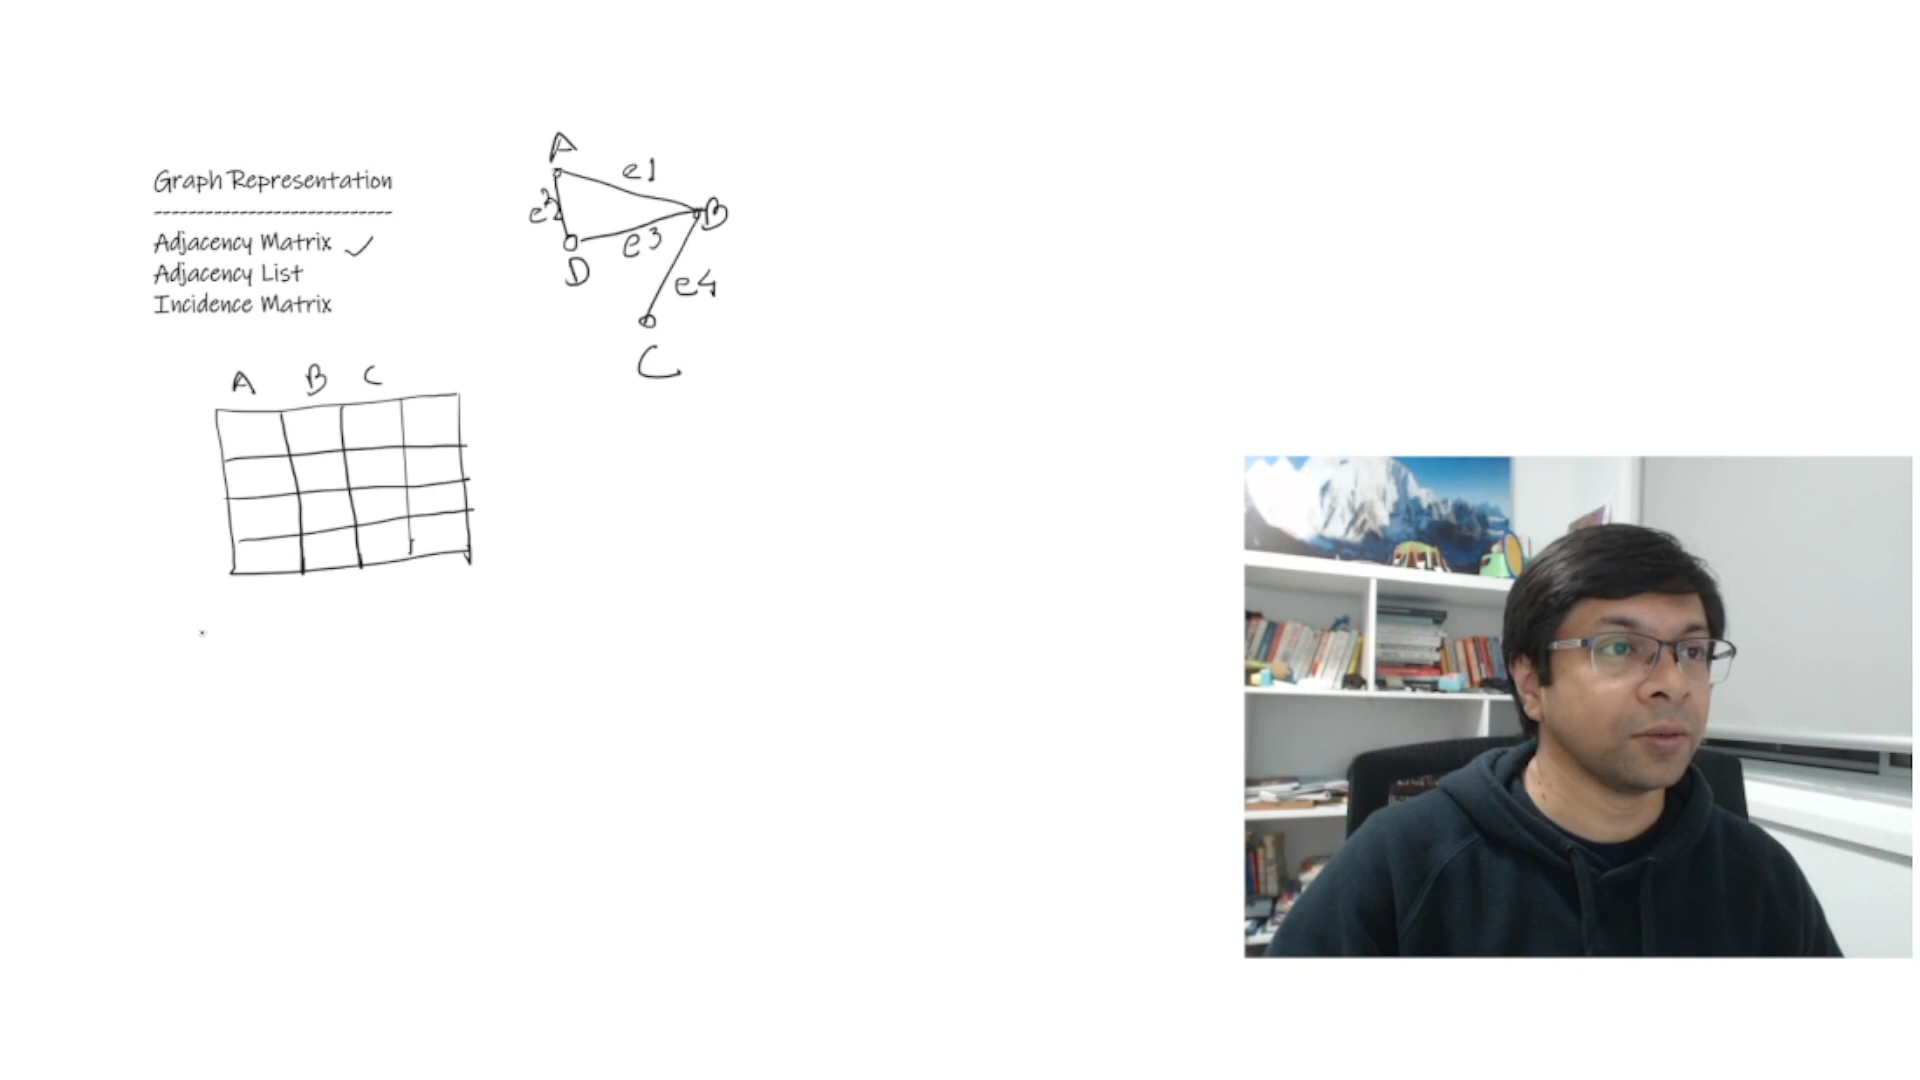 Graph Representation
---------------------------
Adjacency Matrix
Adjacency List
Incidence Matrix
A
e1
e2
B
e3
D
e4
C
A B C